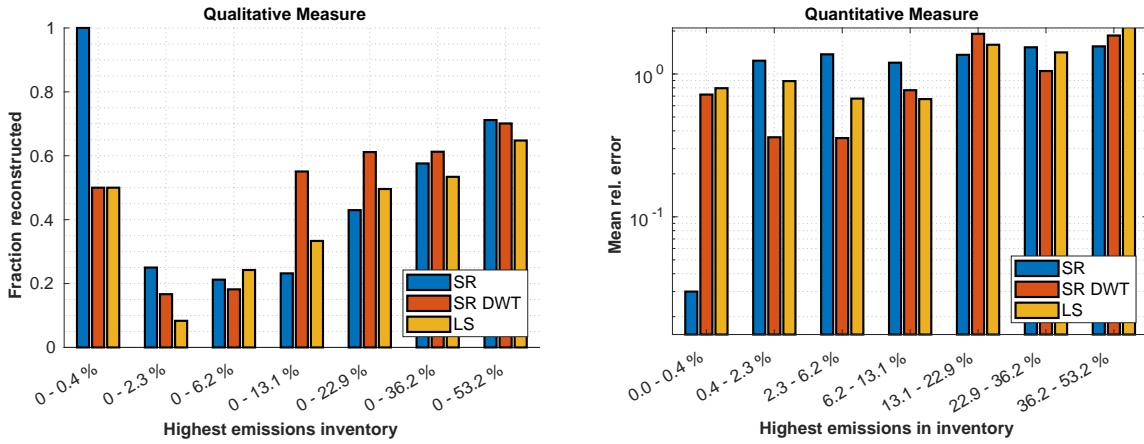 Qualitative Measure
1
0.8
0.6
0.4
0.2
0
Fraction reconstructed
SR
SR DWT
LS
0 - 0.4 %
0 - 2.3 %
0 - 6.2 %
0 - 13.1 %
0 - 22.9 %
0 - 36.2 %
0 - 53.2 %
Highest emissions inventory
Quantitative Measure
10^0
10^-1
Mean rel. error
SR
SR DWT
LS
0.0 - 0.4 %
0.4 - 2.3 %
2.3 - 6.2 %
6.2 - 13.1 %
13.1 - 22.9 %
22.9 - 36.2 %
36.2 - 53.2 %
Highest emissions in inventory